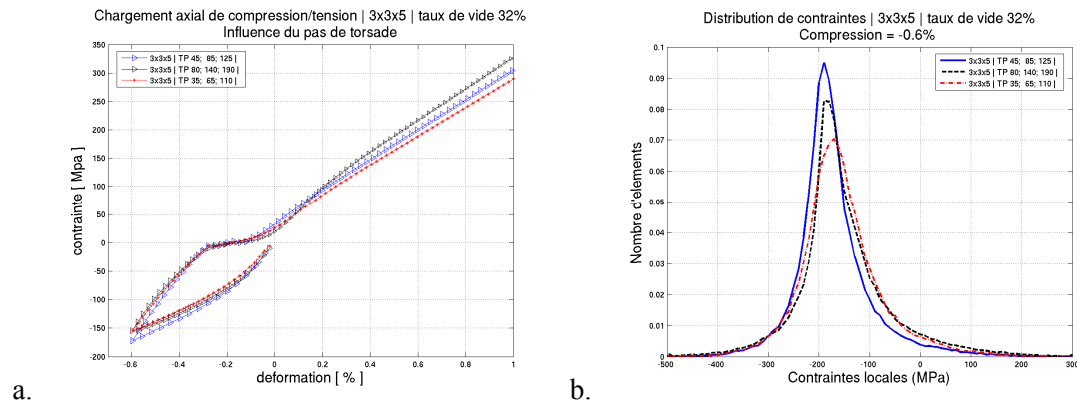 Chargement axial de compression/tension | 3x3x5 | taux de vide 32%
Influence du pas de torsade
350
300
250
200
150
100
50
0
-50
-100
-150
-200
contrainte [ Mpa ]
3x3x5 | TP 45; 85; 125 |
3x3x5 | TP 80; 140; 190 |
3x3x5 | TP 35; 65; 110 |
-0.6 -0.4 -0.2 0 0.2 0.4 0.6 0.8 1
deformation [ % ]
a.
Distribution de contraintes | 3x3x5 | taux de vide 32%
Compression = -0.6%
0.1
0.09
0.08
0.07
0.06
0.05
0.04
0.03
0.02
0.01
0
Nombre d'elements
3x3x5 | TP 45; 85; 125 |
3x3x5 | TP 80; 140; 190 |
3x3x5 | TP 35; 65; 110 |
-500 -400 -300 -200 -100 0 100 200 300
Contraintes locales (MPa)
b.